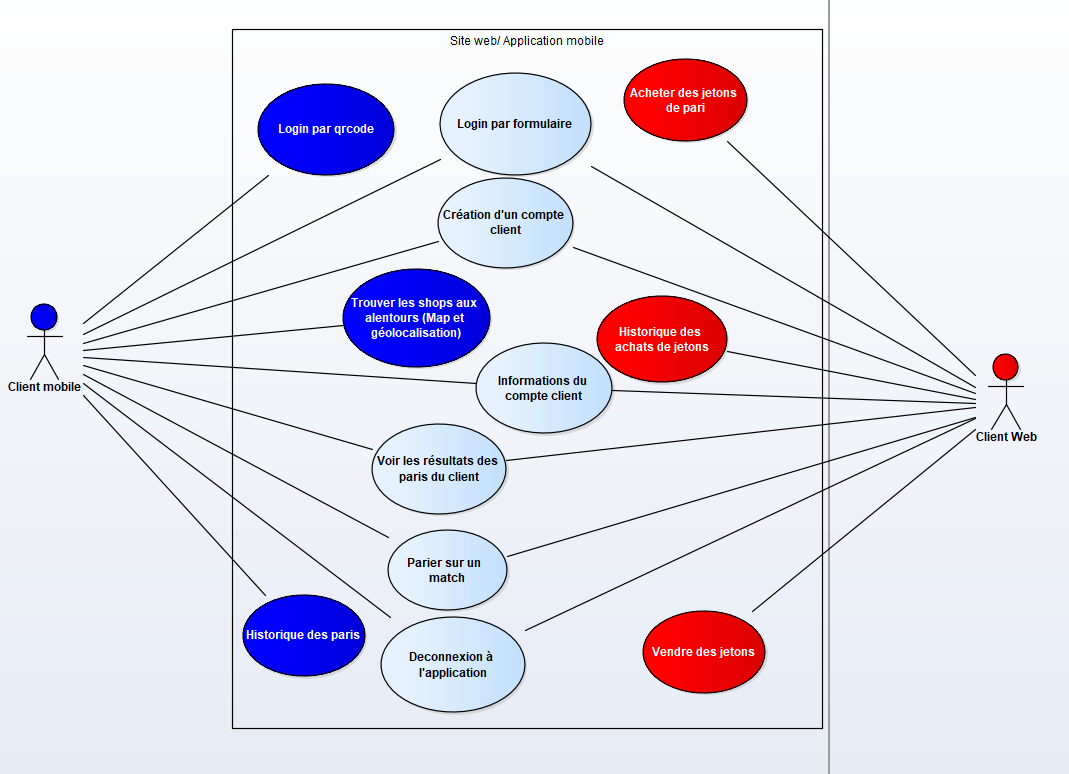 Site web/ Application mobile
Login par qrcode
Login par formulaire
Acheter des jetons
de pari
Création d'un compte
client
Trouver les shops aux
alentours (Map et
géolocalisation)
Historique des
achats de jetons
Informations du
compte client
Client mobile
Client Web
Voir les résultats des
paris du client
Parier sur un
match
Historique des paris
Deconnexion à
l'application
Vendre des jetons